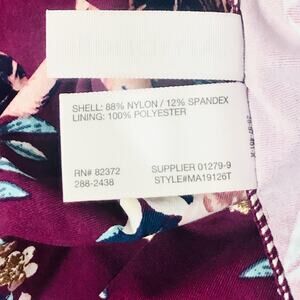 SHELL: 88% NYLON / 12% SPANDEX
LINING: 100% POLYESTER
RN# 82372 SUPPLIER 01279-9
288-2438 STYLE#MA19126T